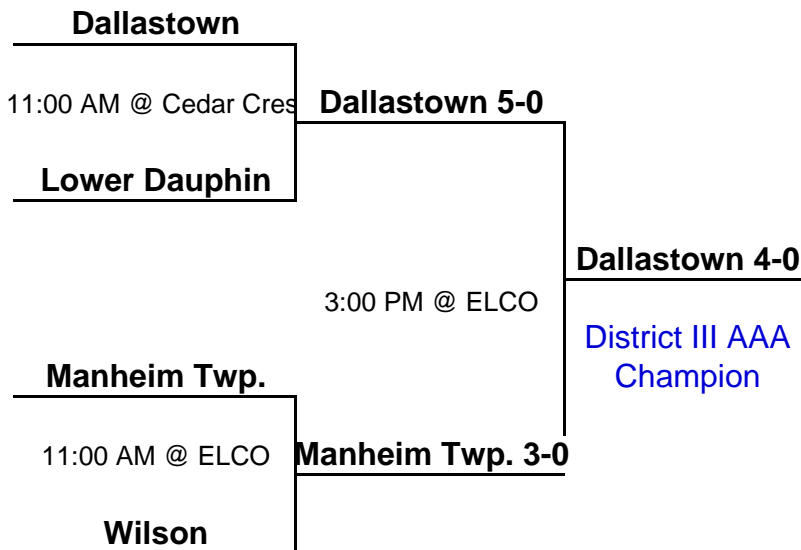 Dallastown
11:00 AM @ Cedar Cres
Dallastown 5-0
Lower Dauphin
Dallastown 4-0
3:00 PM @ ELCO
District III AAA
Champion
Manheim Twp.
11:00 AM @ ELCO
Manheim Twp. 3-0
Wilson